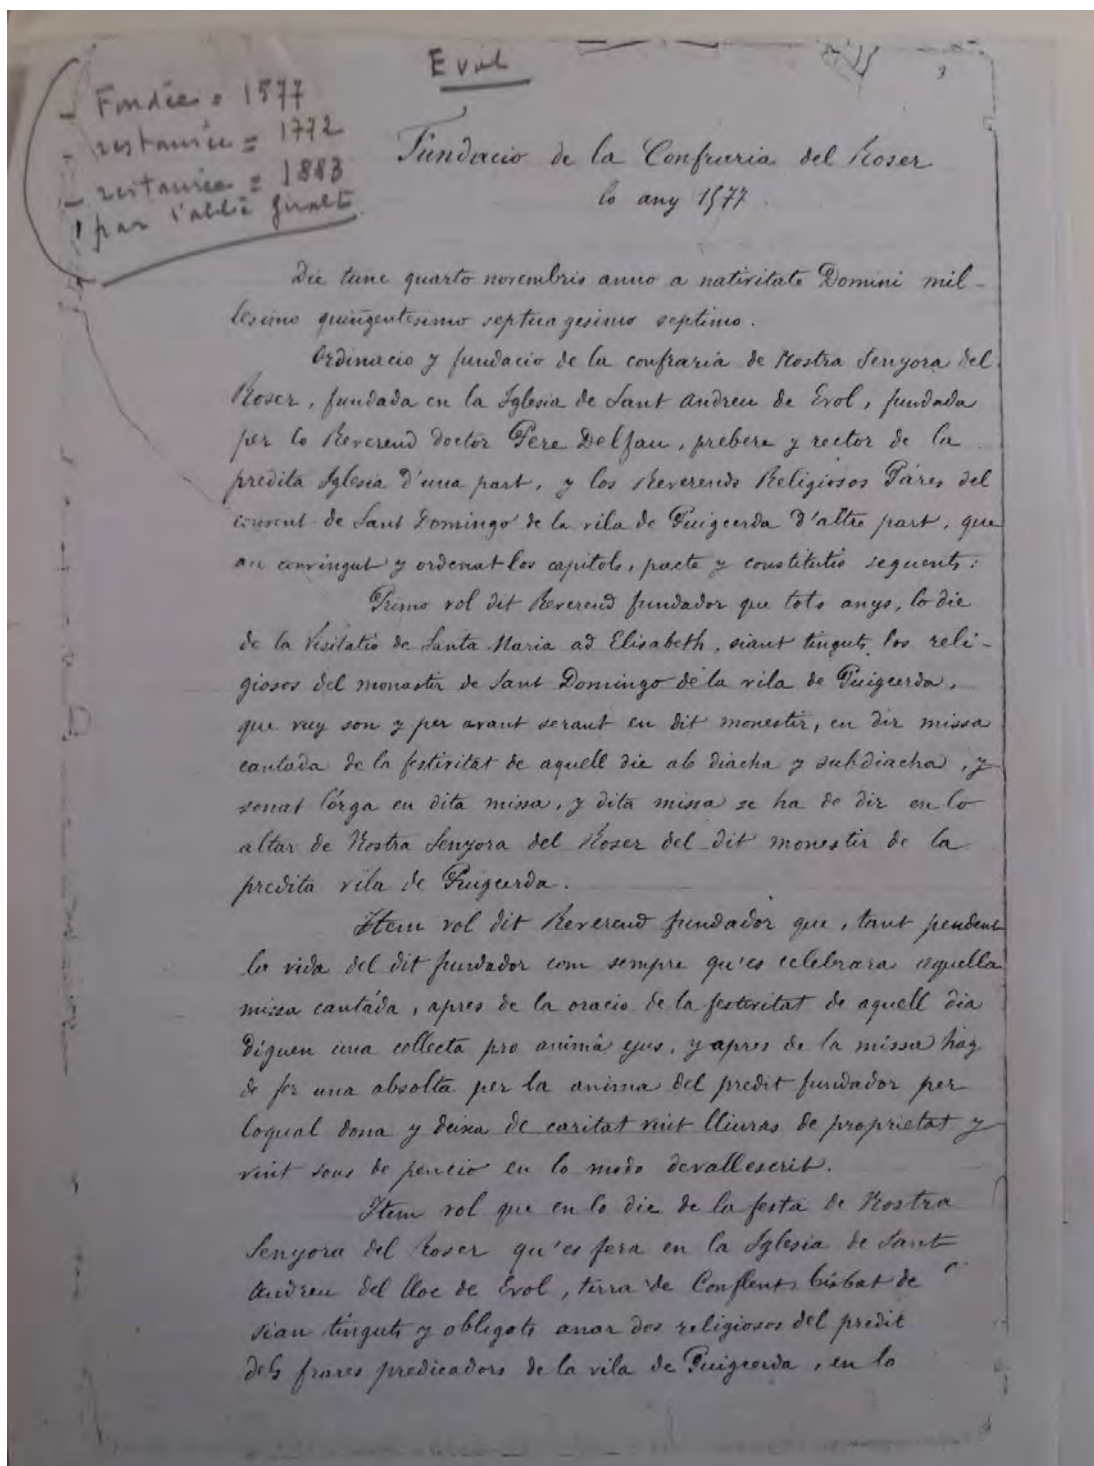 Evol
3
Fondée = 1577
restaurée = 1772
restaurée = 1883
par l'abbé Giralt
Fundacio de la Confraria del Roser
lo any 1577.
Die tune quarto novembris anno a nativitate Domini mil-
lesimo quingentesimo septuagesimo septimo.
Ordinacio y fundacio de la confraria de Nostra Senyora del
Roser, fundada en la Iglesia de Sant Andreu de Evol, fundada
per lo Reverend doctor Pere Delfau, prebere y rector de la
predita Iglesia d'una part, y los Reverends Religiosos Pares del
convent de Sant Domingo de la vila de Puigcerda d'altre part, que
an convingut y ordenat los capitols, pacte y constitutio seguents:
Primo vol dit Reverend fundador que tots anys, lo die
de la Visitatio de Santa Maria ad Elisabeth, siant tinguts los reli-
giosos del monastir de Sant Domingo de la vila de Puigcerda,
que vuy son y per avant serant en dit monestir, en dir missa
cantada de la festivitat de aquell die ab diacha y subdiacha, y
sonat l'orga en dita missa, y dita missa se ha de dir en lo
altar de Nostra Senyora del Roser del dit monestir de la
predita vila de Puigcerda.
Item vol dit Reverend fundador que, tant pendent
la vida del dit fundador com sempre qu'es celebrara aquella
missa cantada, apres de la oracio de la festivitat de aquell dia
diguen una collecta pro anima ejus, y apres de la missa hag
de fer una absolta per la anima del predit fundador per
loqual dona y deixa de caritat vint lliuras de proprietat y
vint sous de pencio en lo modo devallescrit.
Item vol que en lo die de la festa de Nostra
Senyora del Roser qu'es fera en la Iglesia de Sant
Andreu del lloc de Evol, terra de Conflent, bisbat de
sian tinguts y obligats anar dos religiosos del predit
dels frares predicadors de la vila de Puigcerda, en la